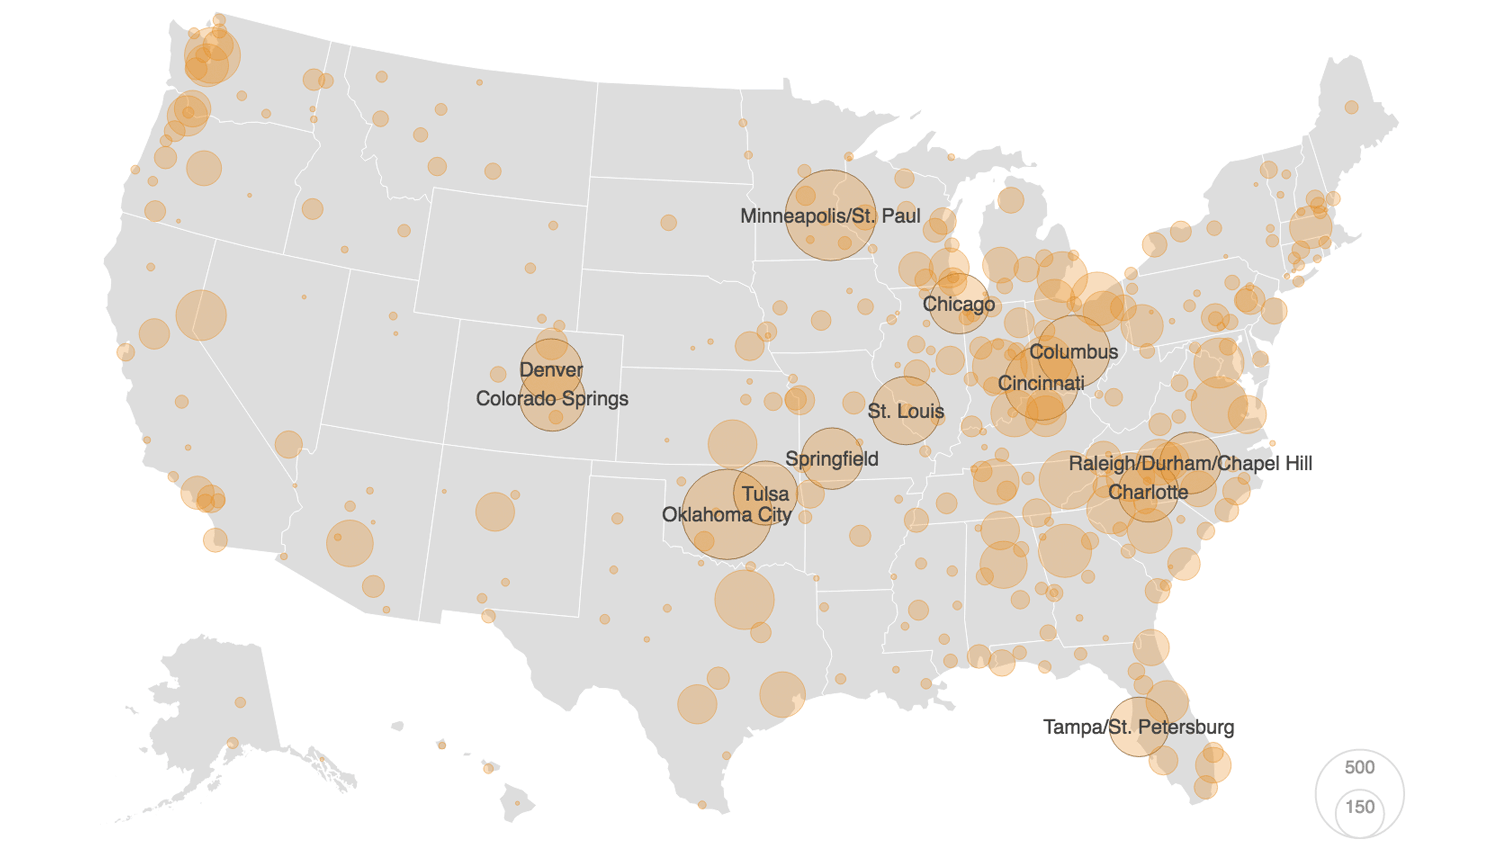 Minneapolis/St. Paul
Chicago
Columbus
Denver
Cincinnati
Colorado Springs
St. Louis
Springfield
Raleigh/Durham/Chapel Hill
Tulsa
Charlotte
Oklahoma City
Tampa/St. Petersburg
500
150